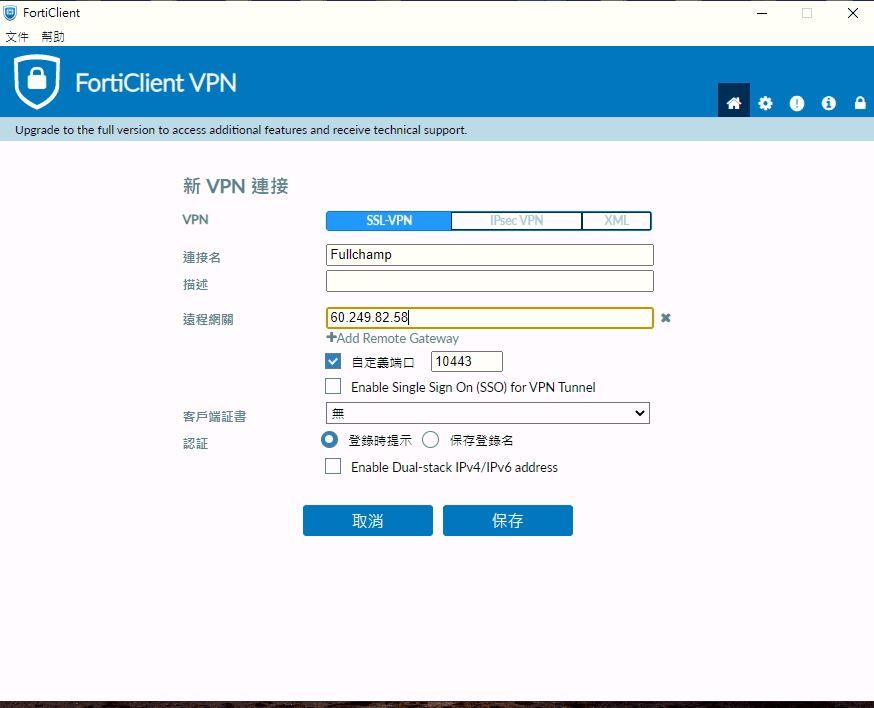 FortiClient
文件 幫助
FortiClient VPN
Upgrade to the full version to access additional features and receive technical support.
新 VPN 連接
VPN SSL-VPN IPsec VPN XML
連接名 Fullchamp
描述
遠程網關 60.249.82.58
Add Remote Gateway
自定義端口 10443
Enable Single Sign On (SSO) for VPN Tunnel
客戶端証書 無
認証 登錄時提示 保存登錄名
Enable Dual-stack IPv4/IPv6 address
取消 保存